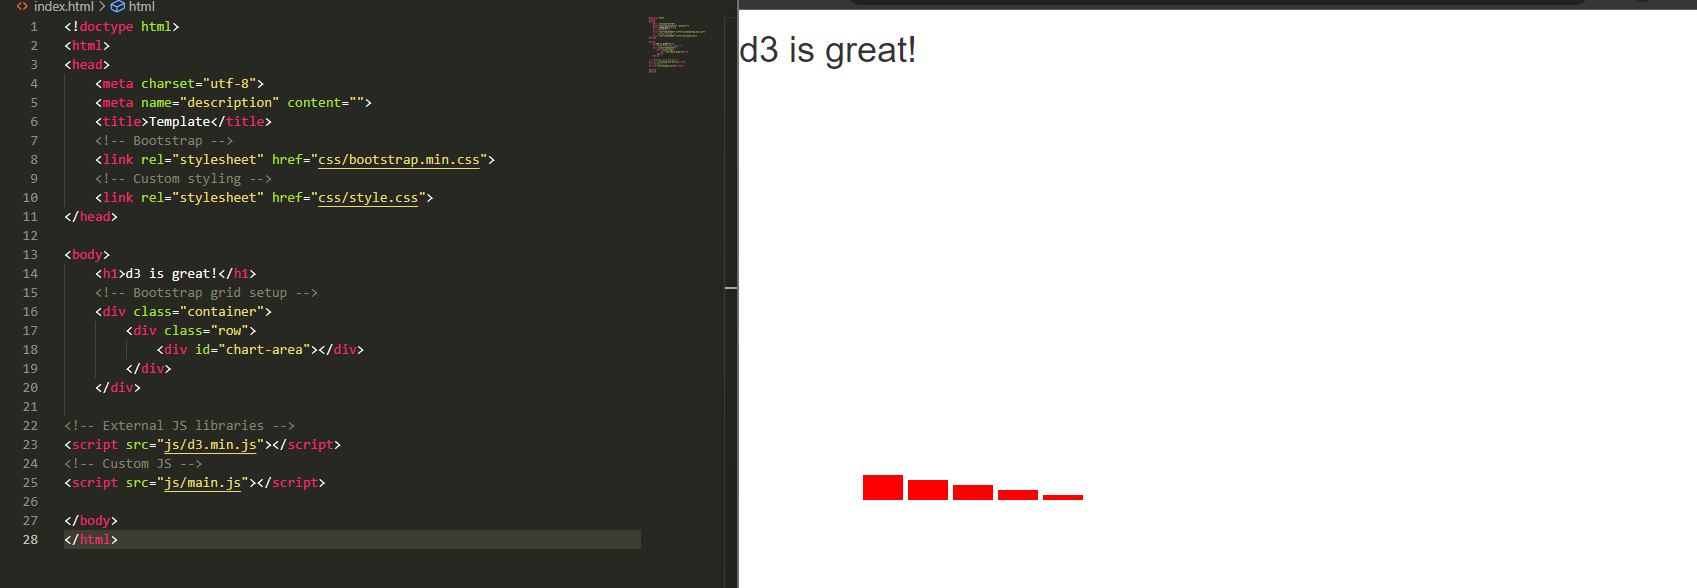 index.html > html
1 <!doctype html>
2 <html>
3 <head>
4 <meta charset="utf-8">
5 <meta name="description" content="">
6 <title>Template</title>
7 <!-- Bootstrap -->
8 <link rel="stylesheet" href="css/bootstrap.min.css">
9 <!-- Custom styling -->
10 <link rel="stylesheet" href="css/style.css">
11 </head>
12
13 <body>
14 <h1>d3 is great!</h1>
15 <!-- Bootstrap grid setup -->
16 <div class="container">
17 <div class="row">
18 <div id="chart-area"></div>
19 </div>
20 </div>
21
22 <!-- External JS libraries -->
23 <script src="js/d3.min.js"></script>
24 <!-- Custom JS -->
25 <script src="js/main.js"></script>
26
27 </body>
28 </html>
d3 is great!